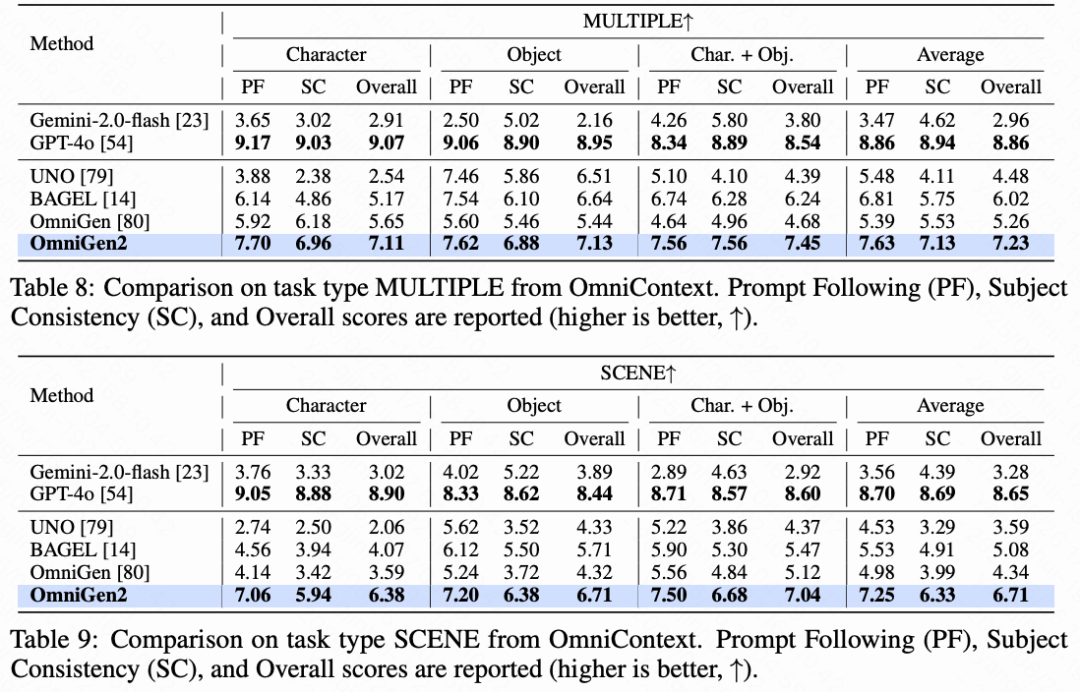 MULTIPLE↑
Method
Character Object Char. + Obj. Average
PF SC Overall PF SC Overall PF SC Overall PF SC Overall
Gemini-2.0-flash [23] 3.65 3.02 2.91 2.50 5.02 2.16 4.26 5.80 3.80 3.47 4.62 2.96
GPT-4o [54] 9.17 9.03 9.07 9.06 8.90 8.95 8.34 8.89 8.54 8.86 8.94 8.86
UNO [79] 3.88 2.38 2.54 7.46 5.86 6.51 5.10 4.10 4.39 5.48 4.11 4.48
BAGEL [14] 6.14 4.86 5.17 7.54 6.10 6.64 6.74 6.28 6.24 6.81 5.75 6.02
OmniGen [80] 5.92 6.18 5.65 5.60 5.46 5.44 4.64 4.96 4.68 5.39 5.53 5.26
OmniGen2 7.70 6.96 7.11 7.62 6.88 7.13 7.56 7.56 7.45 7.63 7.13 7.23
Table 8: Comparison on task type MULTIPLE from OmniContext. Prompt Following (PF), Subject
Consistency (SC), and Overall scores are reported (higher is better, ↑).
SCENE↑
Method
Character Object Char. + Obj. Average
PF SC Overall PF SC Overall PF SC Overall PF SC Overall
Gemini-2.0-flash [23] 3.76 3.33 3.02 4.02 5.22 3.89 2.89 4.63 2.92 3.56 4.39 3.28
GPT-4o [54] 9.05 8.88 8.90 8.33 8.62 8.44 8.71 8.57 8.60 8.70 8.69 8.65
UNO [79] 2.74 2.50 2.06 5.62 3.52 4.33 5.22 3.86 4.37 4.53 3.29 3.59
BAGEL [14] 4.56 3.94 4.07 6.12 5.50 5.71 5.90 5.30 5.47 5.53 4.91 5.08
OmniGen [80] 4.14 3.42 3.59 5.24 3.72 4.32 5.56 4.84 5.12 4.98 3.99 4.34
OmniGen2 7.06 5.94 6.38 7.20 6.38 6.71 7.50 6.68 7.04 7.25 6.33 6.71
Table 9: Comparison on task type SCENE from OmniContext. Prompt Following (PF), Subject
Consistency (SC), and Overall scores are reported (higher is better, ↑).